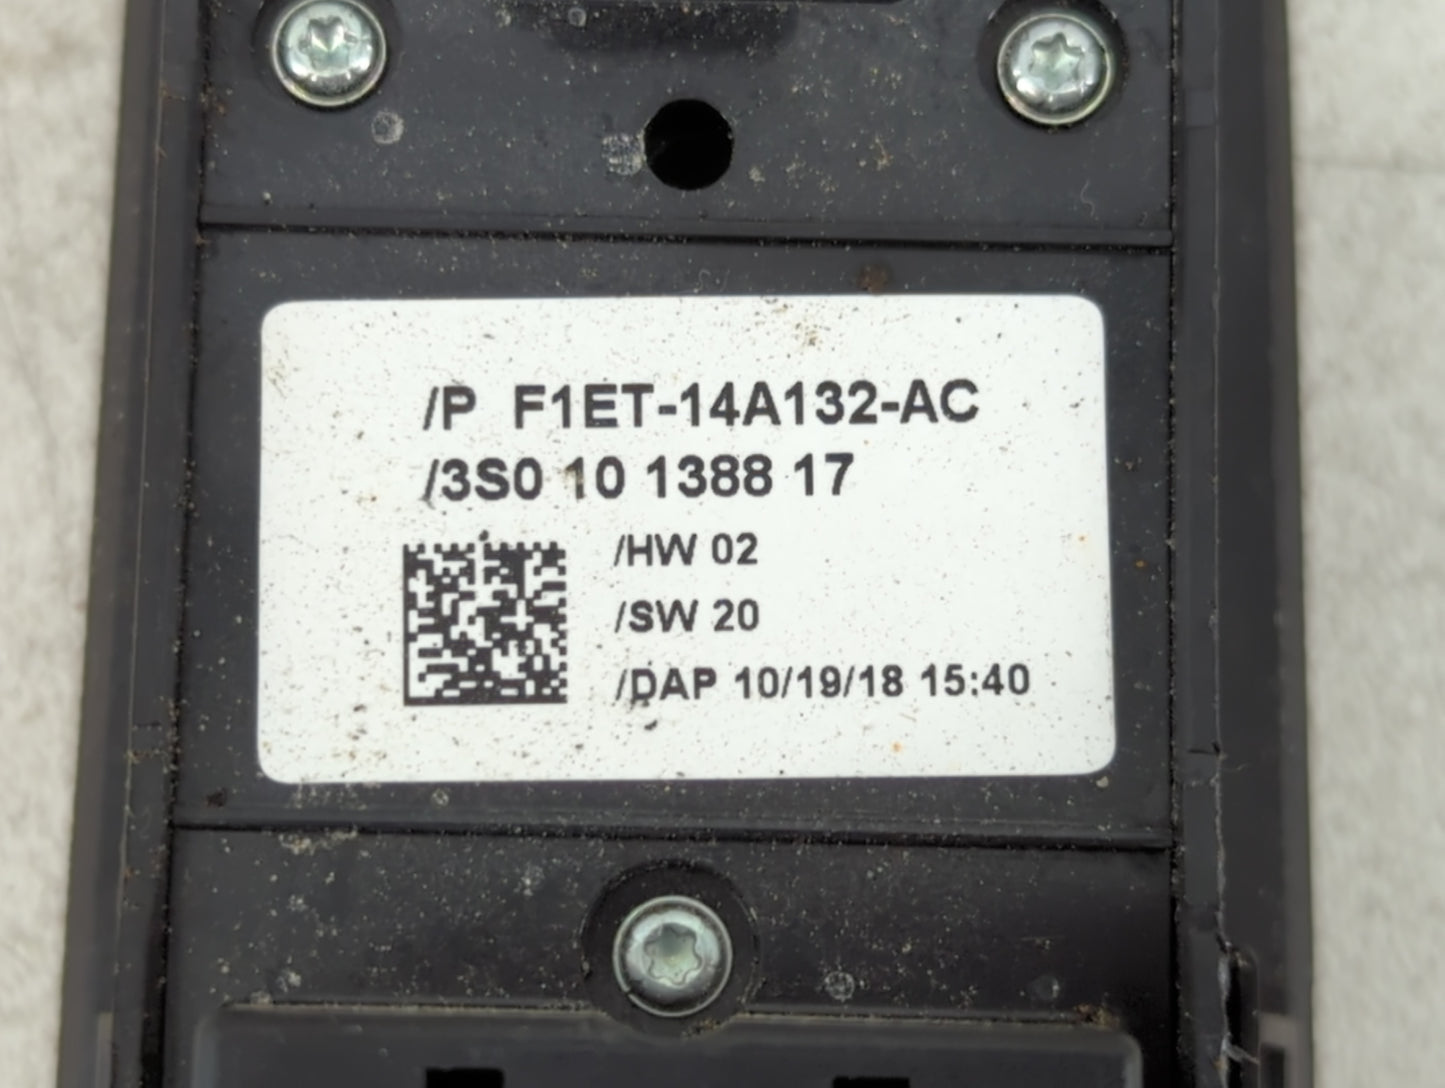 /P F1ET-14A132-AC
/3S0 10 1388 17
/HW 02
/SW 20
/DAP 10/19/18 15:40